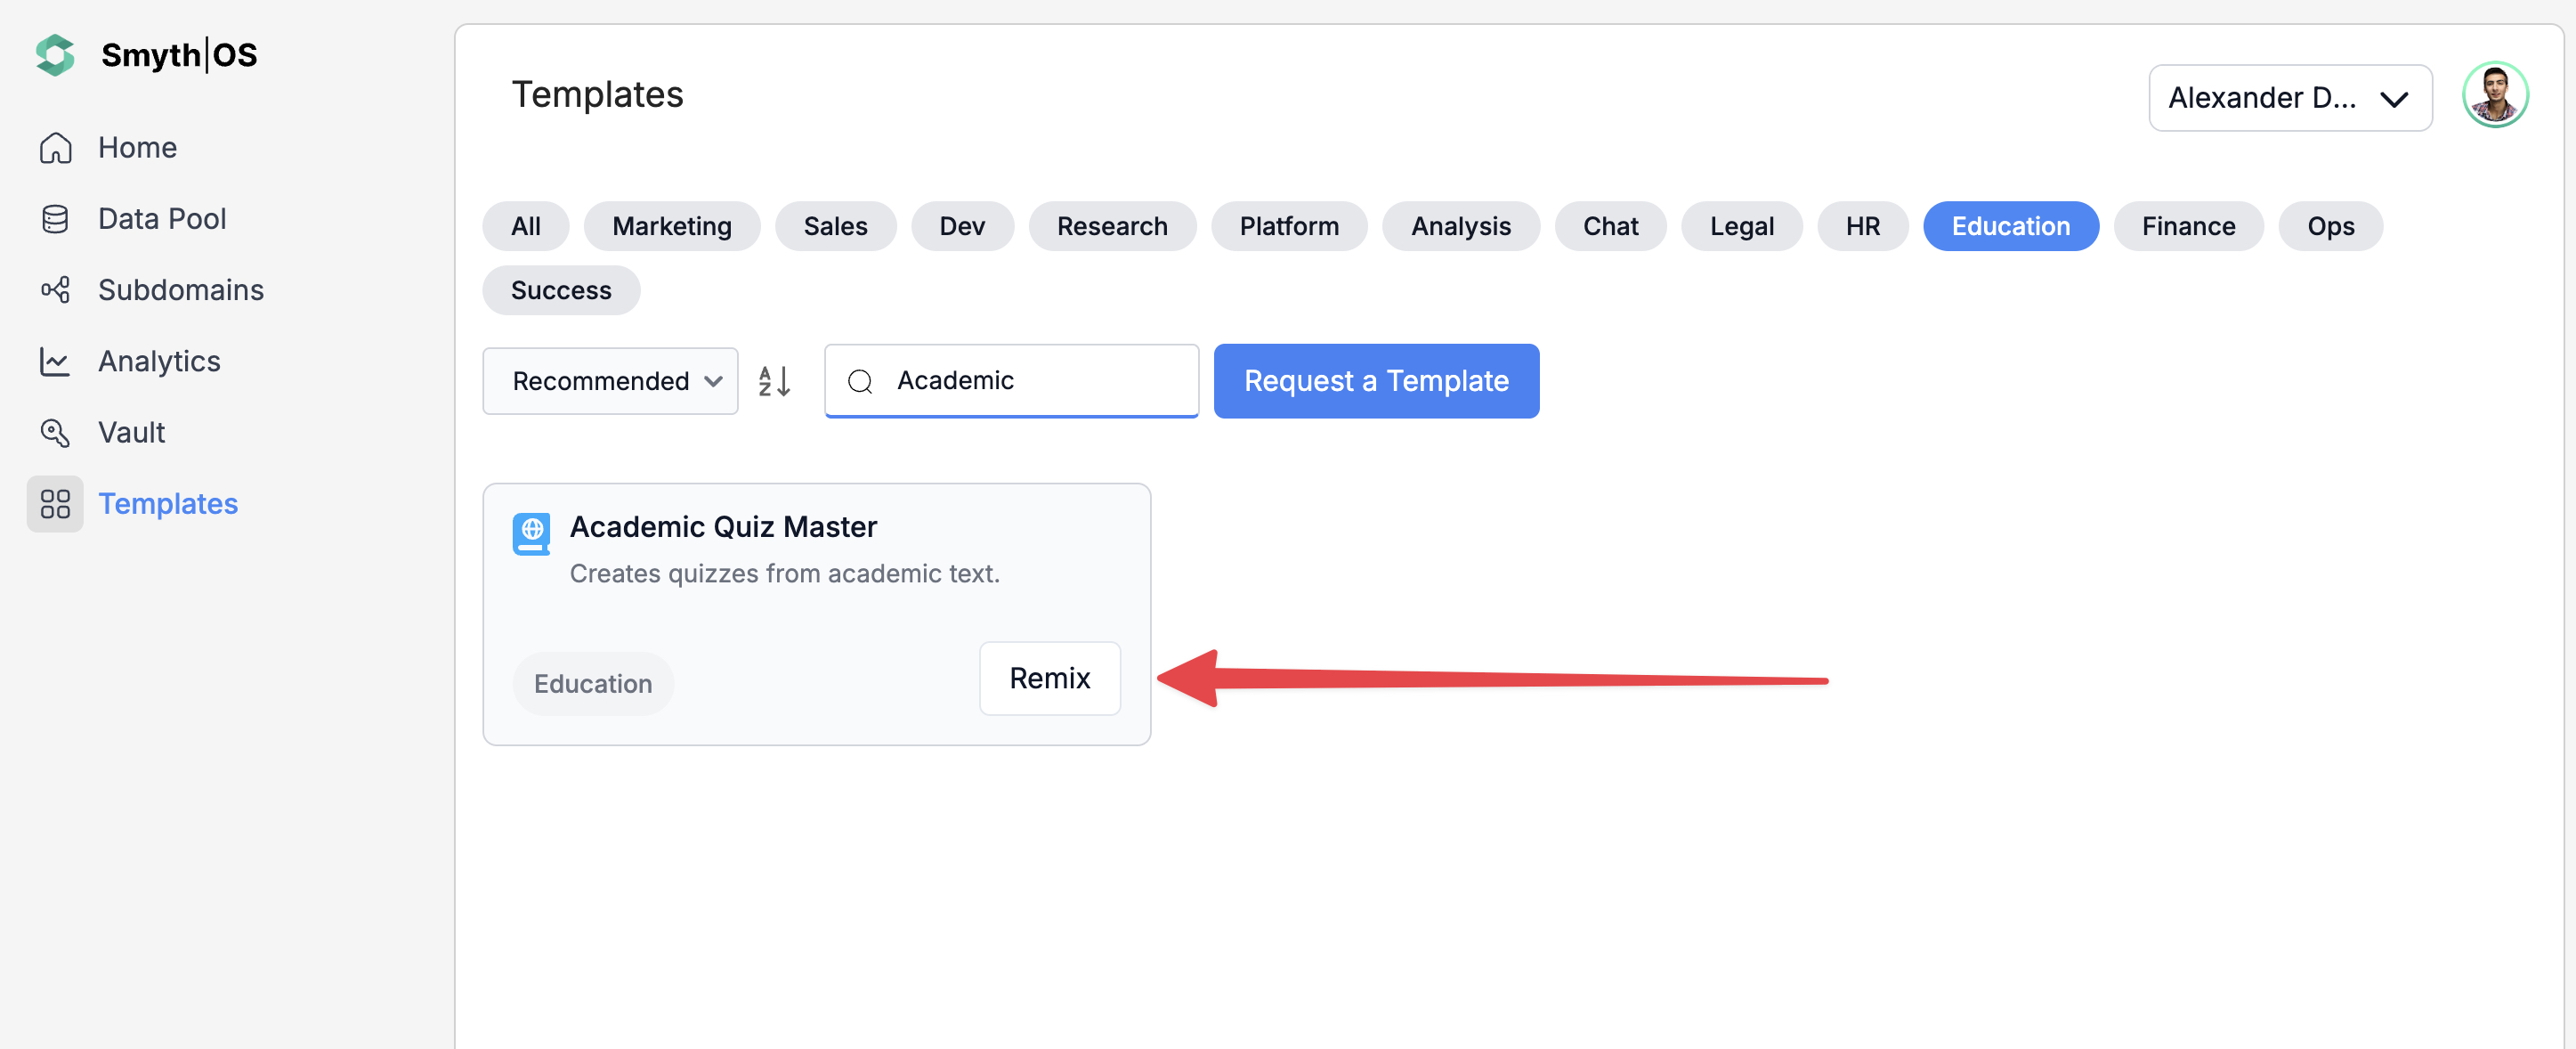 Smyth|OS
Home
Data Pool
Subdomains
Analytics
Vault
Templates
Templates
Alexander D...
All Marketing Sales Dev Research Platform Analysis Chat Legal HR Education Finance Ops
Success
Recommended A Z Academic Request a Template
Academic Quiz Master
Creates quizzes from academic text.
Education Remix